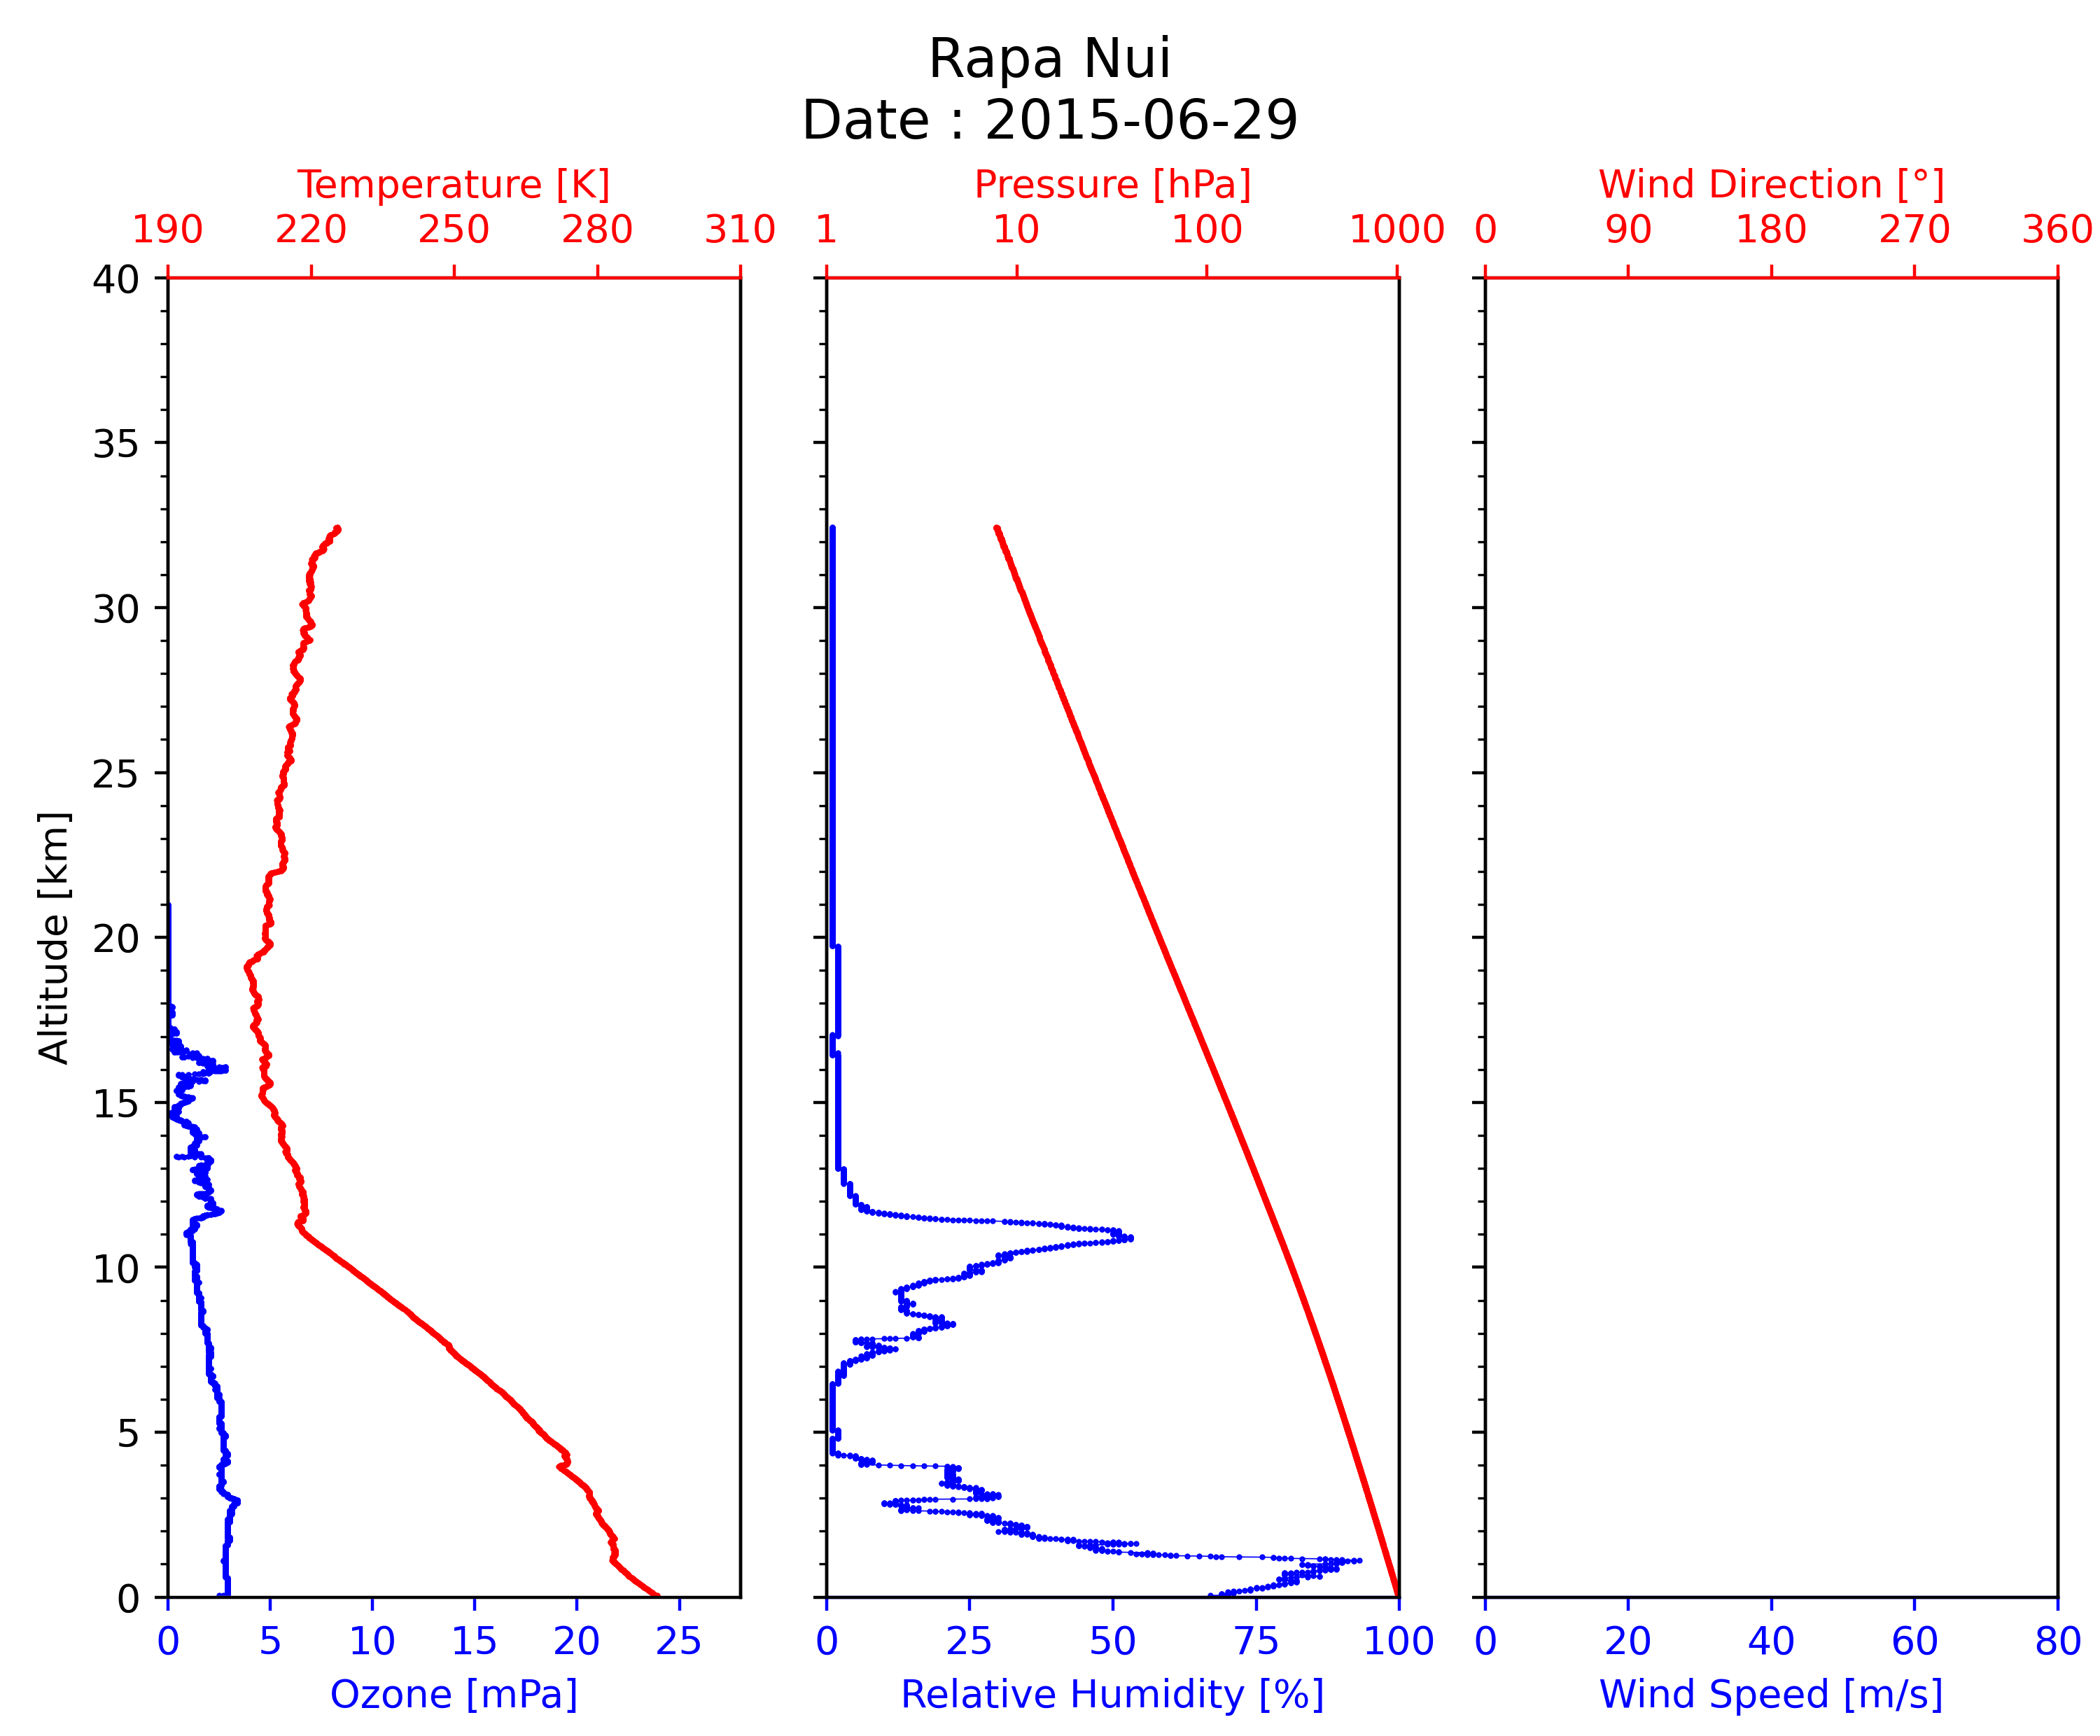 Rapa Nui
Date : 2015-06-29
Temperature [K]
190 220 250 280 310
Pressure [hPa]
1 10 100 1000
Wind Direction [°]
0 90 180 270 360
Altitude [km]
40
35
30
25
20
15
10
5
0
0 5 10 15 20 25
Ozone [mPa]
0 25 50 75 100
Relative Humidity [%]
0 20 40 60 80
Wind Speed [m/s]